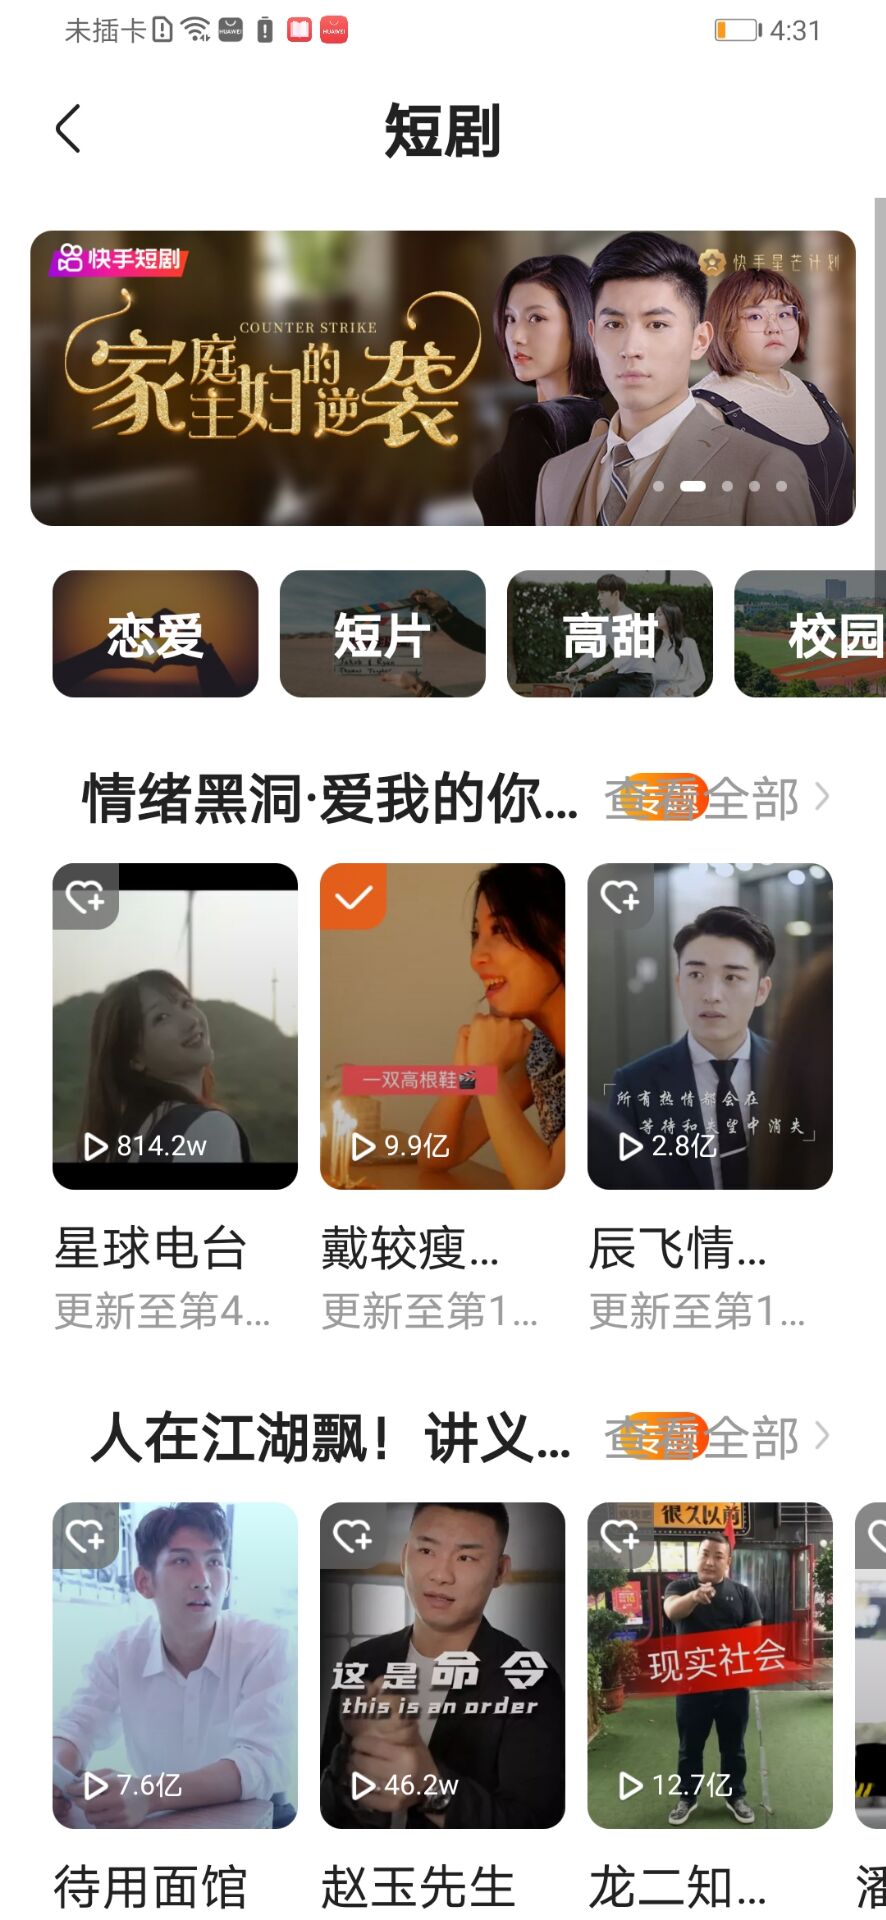 未插卡
HUAWEI
HUAWEI
4:31
短剧
快手短剧
快手星芒计划
COUNTER STRIKE
家庭主妇的逆袭
恋爱
短片
高甜
校园
情绪黑洞·爱我的你...
专题
查看全部
一双高根鞋
所有热情都会在
等待和失望中消失
814.2w
9.9亿
2.8亿
星球电台
戴较瘦...
辰飞情...
更新至第4...
更新至第1...
更新至第1...
人在江湖飘！讲义...
专题
查看全部
很久以前
这是命令
this is an order
现实社会
7.6亿
46.2w
12.7亿
待用面馆
赵玉先生
龙二知...
潘